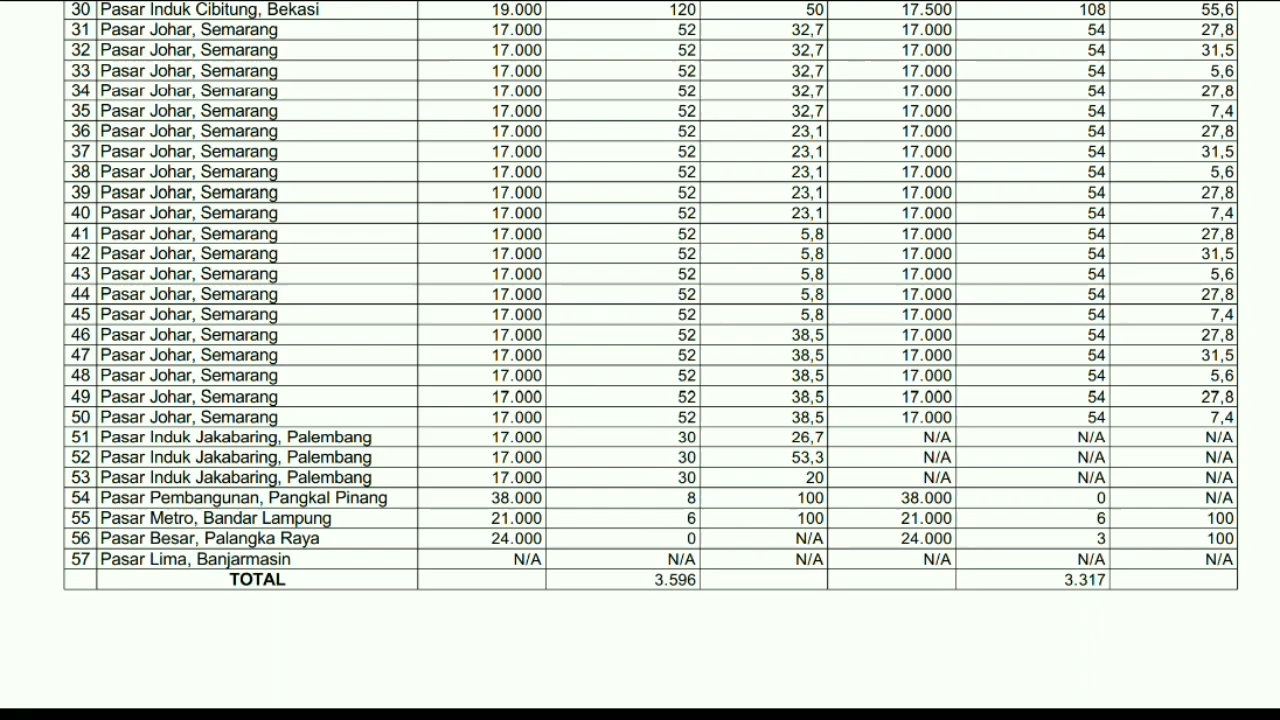 30 Pasar Induk Cibitung, Bekasi 19.000 120 50 17.500 108 55,6
31 Pasar Johar, Semarang 17.000 52 32,7 17.000 54 27,8
32 Pasar Johar, Semarang 17.000 52 32,7 17.000 54 31,5
33 Pasar Johar, Semarang 17.000 52 32,7 17.000 54 5,6
34 Pasar Johar, Semarang 17.000 52 32,7 17.000 54 27,8
35 Pasar Johar, Semarang 17.000 52 32,7 17.000 54 7,4
36 Pasar Johar, Semarang 17.000 52 23,1 17.000 54 27,8
37 Pasar Johar, Semarang 17.000 52 23,1 17.000 54 31,5
38 Pasar Johar, Semarang 17.000 52 23,1 17.000 54 5,6
39 Pasar Johar, Semarang 17.000 52 23,1 17.000 54 27,8
40 Pasar Johar, Semarang 17.000 52 23,1 17.000 54 7,4
41 Pasar Johar, Semarang 17.000 52 5,8 17.000 54 27,8
42 Pasar Johar, Semarang 17.000 52 5,8 17.000 54 31,5
43 Pasar Johar, Semarang 17.000 52 5,8 17.000 54 5,6
44 Pasar Johar, Semarang 17.000 52 5,8 17.000 54 27,8
45 Pasar Johar, Semarang 17.000 52 5,8 17.000 54 7,4
46 Pasar Johar, Semarang 17.000 52 38,5 17.000 54 27,8
47 Pasar Johar, Semarang 17.000 52 38,5 17.000 54 31,5
48 Pasar Johar, Semarang 17.000 52 38,5 17.000 54 5,6
49 Pasar Johar, Semarang 17.000 52 38,5 17.000 54 27,8
50 Pasar Johar, Semarang 17.000 52 38,5 17.000 54 7,4
51 Pasar Induk Jakabaring, Palembang 17.000 30 26,7 N/A N/A N/A
52 Pasar Induk Jakabaring, Palembang 17.000 30 53,3 N/A N/A N/A
53 Pasar Induk Jakabaring, Palembang 17.000 30 20 N/A N/A N/A
54 Pasar Pembangunan, Pangkal Pinang 38.000 8 100 38.000 0 N/A
55 Pasar Metro, Bandar Lampung 21.000 6 100 21.000 6 100
56 Pasar Besar, Palangka Raya 24.000 0 N/A 24.000 3 100
57 Pasar Lima, Banjarmasin N/A N/A N/A N/A N/A N/A
TOTAL 3.596 3.317